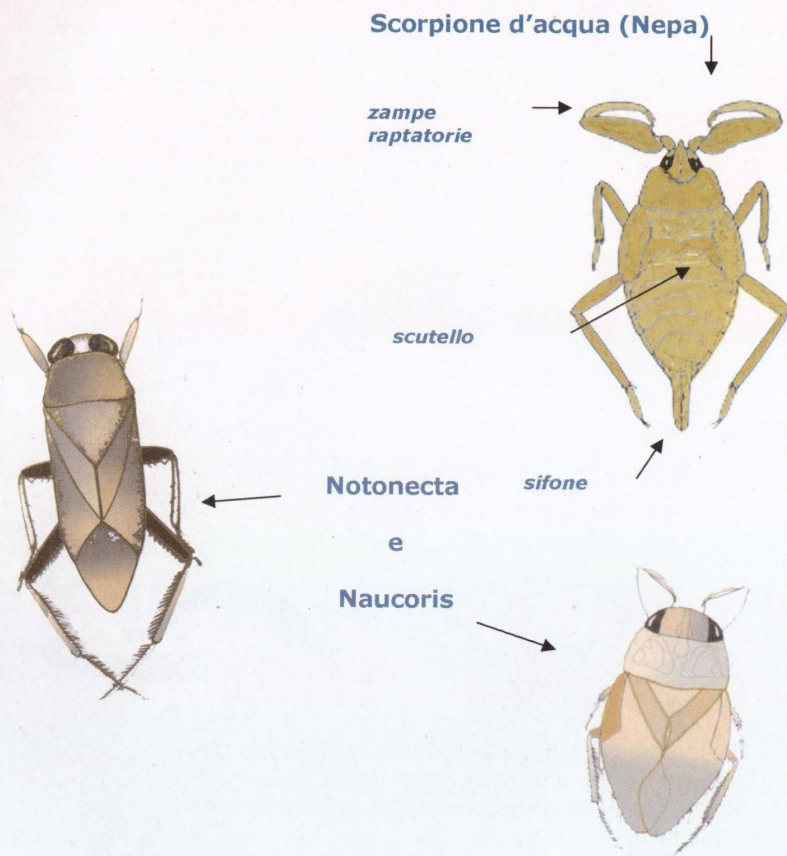 Scorpione d'acqua (Nepa)
zampe
raptatorie
scutello
Notonecta
sifone
e
Naucoris